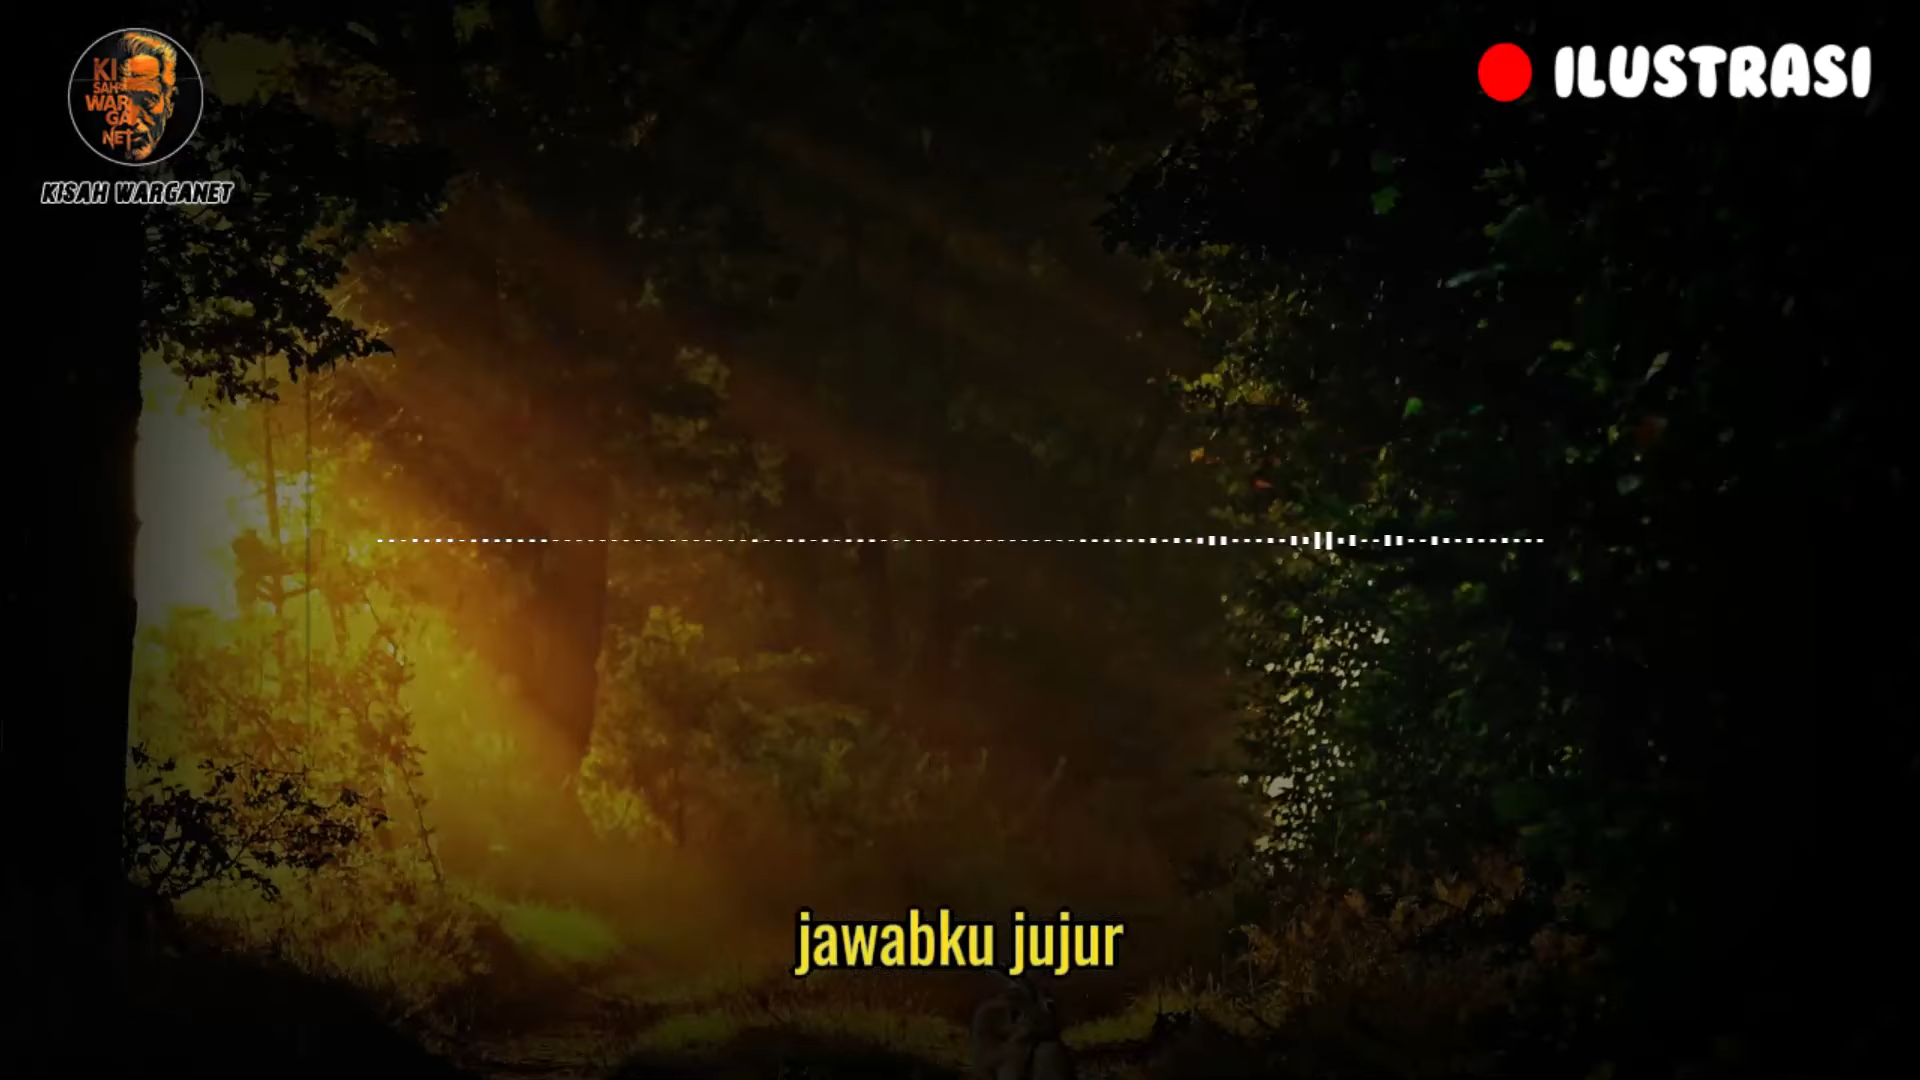 KI
SAH
WAR
GA
NET
KISAH WARGANET
ILUSTRASI
jawabku jujur